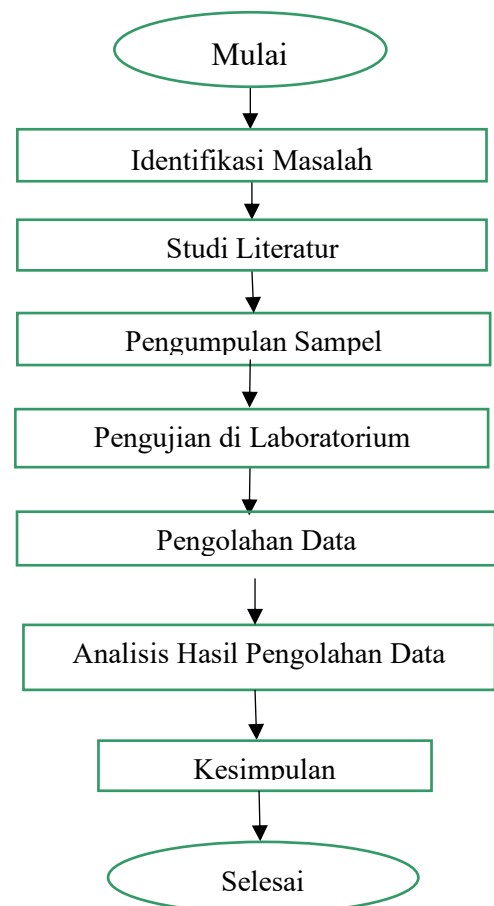 Mulai
Identifikasi Masalah
Studi Literatur
Pengumpulan Sampel
Pengujian di Laboratorium
Pengolahan Data
Analisis Hasil Pengolahan Data
Kesimpulan
Selesai